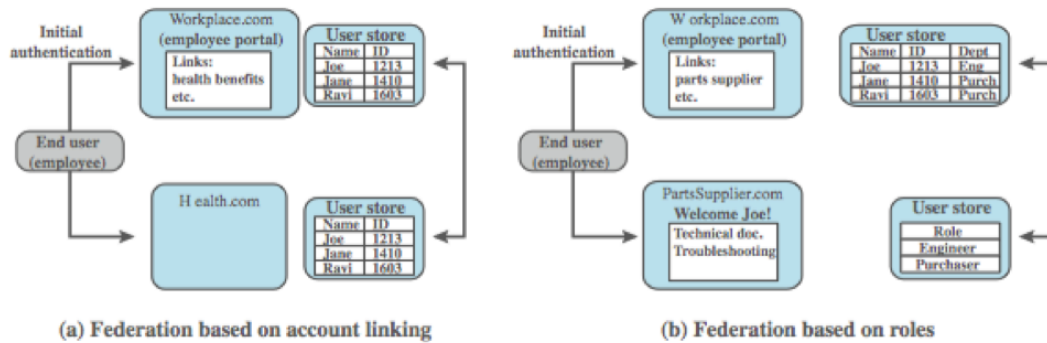 Initial
authentication
Workplace.com
(employee portal)
Links:
health benefits
etc.
User store
Name ID
Joe 1213
Jane 1410
Ravi 1603
End user
(employee)
H ealth.com
User store
Name ID
Joe 1213
Jane 1410
Ravi 1603
(a) Federation based on account linking
Initial
authentication
W orkplace.com
(employee portal)
Links:
parts supplier
etc.
User store
Name ID Dept
Joe 1213 Eng
Jane 1410 Purch
Ravi 1603 Purch
End user
(employee)
PartsSupplier.com
Welcome Joe!
Technical doc.
Troubleshooting
User store
Role
Engineer
Purchaser
(b) Federation based on roles